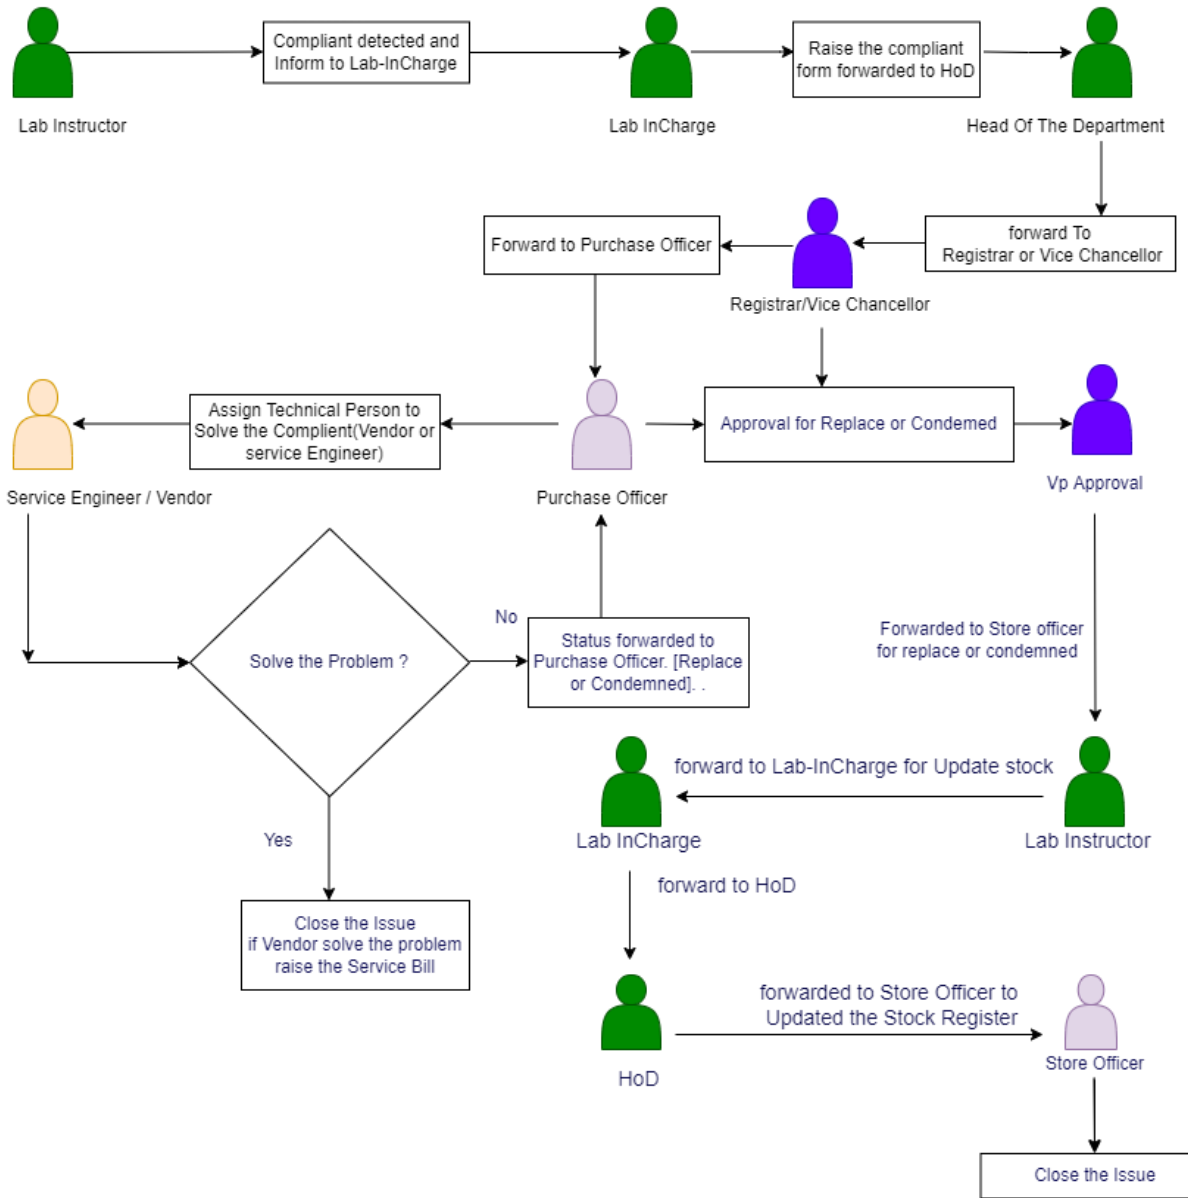 Compliant detected and
Inform to Lab-InCharge
Raise the compliant
form forwarded to HoD
Lab Instructor
Lab InCharge
Head Of The Department
Forward to Purchase Officer
forward To
Registrar or Vice Chancellor
Registrar/Vice Chancellor
Assign Technical Person to
Solve the Complient(Vendor or
service Engineer)
Approval for Replace or Condemed
Service Engineer / Vendor
Purchase Officer
Vp Approval
No
Solve the Problem ?
Status forwarded to
Purchase Officer. [Replace
or Condemned]. .
Forwarded to Store officer
for replace or condemned
forward to Lab-InCharge for Update stock
Yes
Lab InCharge
Lab Instructor
forward to HoD
Close the Issue
if Vendor solve the problem
raise the Service Bill
forwarded to Store Officer to
Updated the Stock Register
HoD
Store Officer
Close the Issue